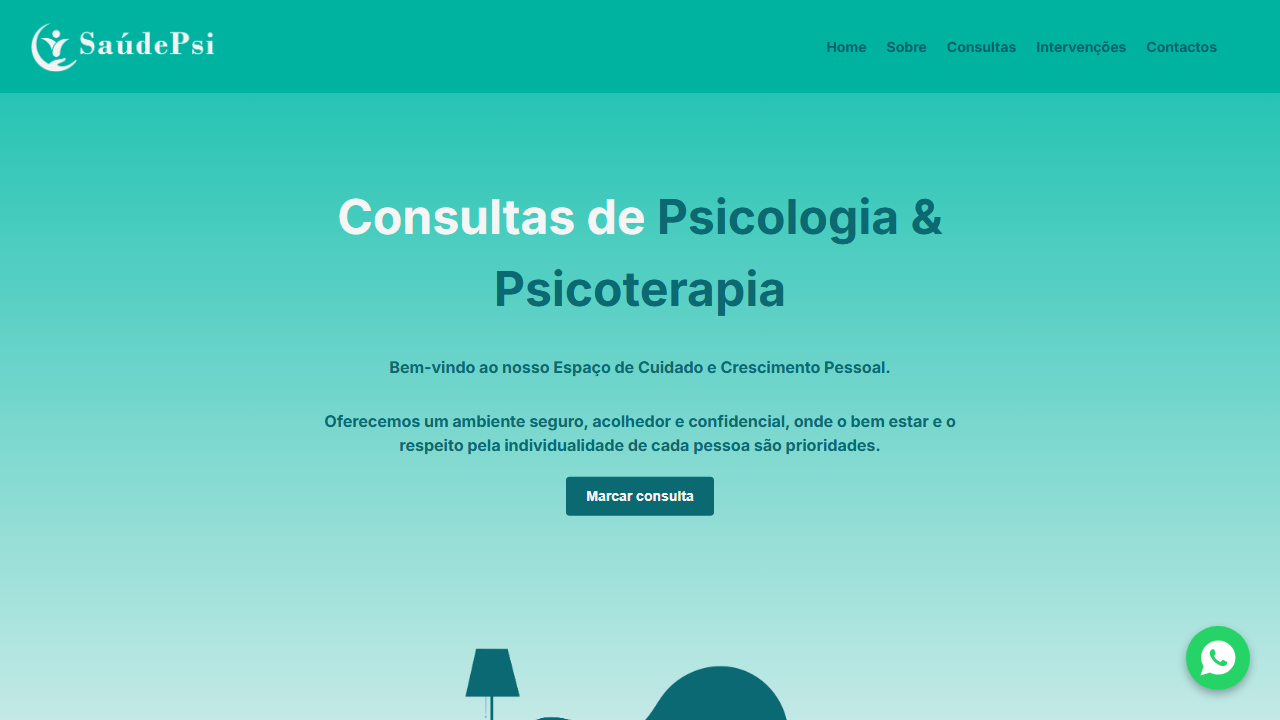 SaúdePsi
Home Sobre Consultas Intervenções Contactos
Consultas de Psicologia &
Psicoterapia
Bem-vindo ao nosso Espaço de Cuidado e Crescimento Pessoal.
Oferecemos um ambiente seguro, acolhedor e confidencial, onde o bem estar e o
respeito pela individualidade de cada pessoa são prioridades.
Marcar consulta